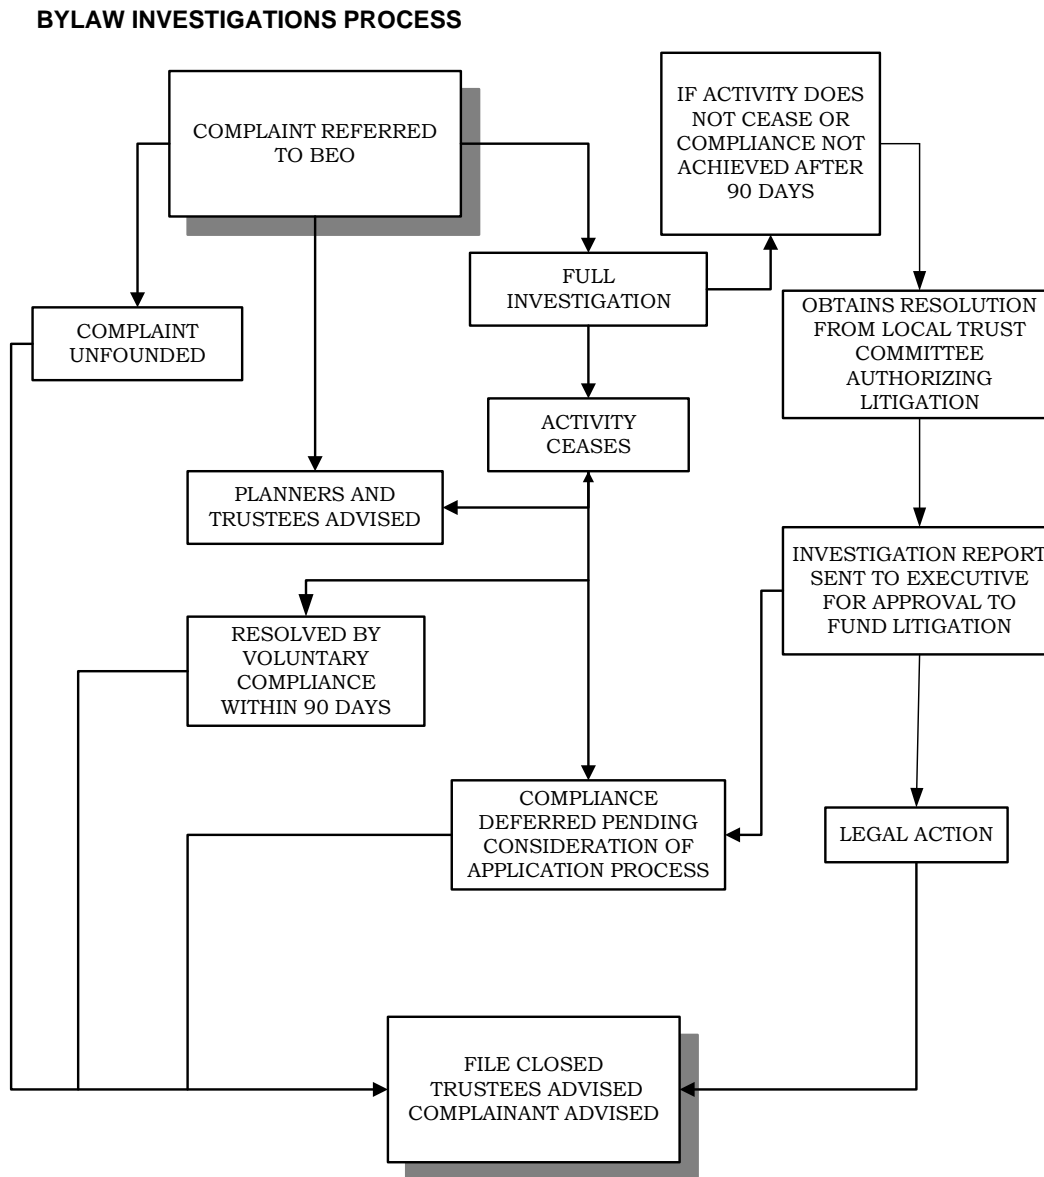 BYLAW INVESTIGATIONS PROCESS
COMPLAINT REFERRED
TO BEO
IF ACTIVITY DOES
NOT CEASE OR
COMPLIANCE NOT
ACHIEVED AFTER
90 DAYS
FULL
INVESTIGATION
COMPLAINT
UNFOUNDED
OBTAINS RESOLUTION
FROM LOCAL TRUST
COMMITTEE
AUTHORIZING
LITIGATION
ACTIVITY
CEASES
PLANNERS AND
TRUSTEES ADVISED
INVESTIGATION REPORT
SENT TO EXECUTIVE
FOR APPROVAL TO
FUND LITIGATION
RESOLVED BY
VOLUNTARY
COMPLIANCE
WITHIN 90 DAYS
COMPLIANCE
DEFERRED PENDING
CONSIDERATION OF
APPLICATION PROCESS
LEGAL ACTION
FILE CLOSED
TRUSTEES ADVISED
COMPLAINANT ADVISED